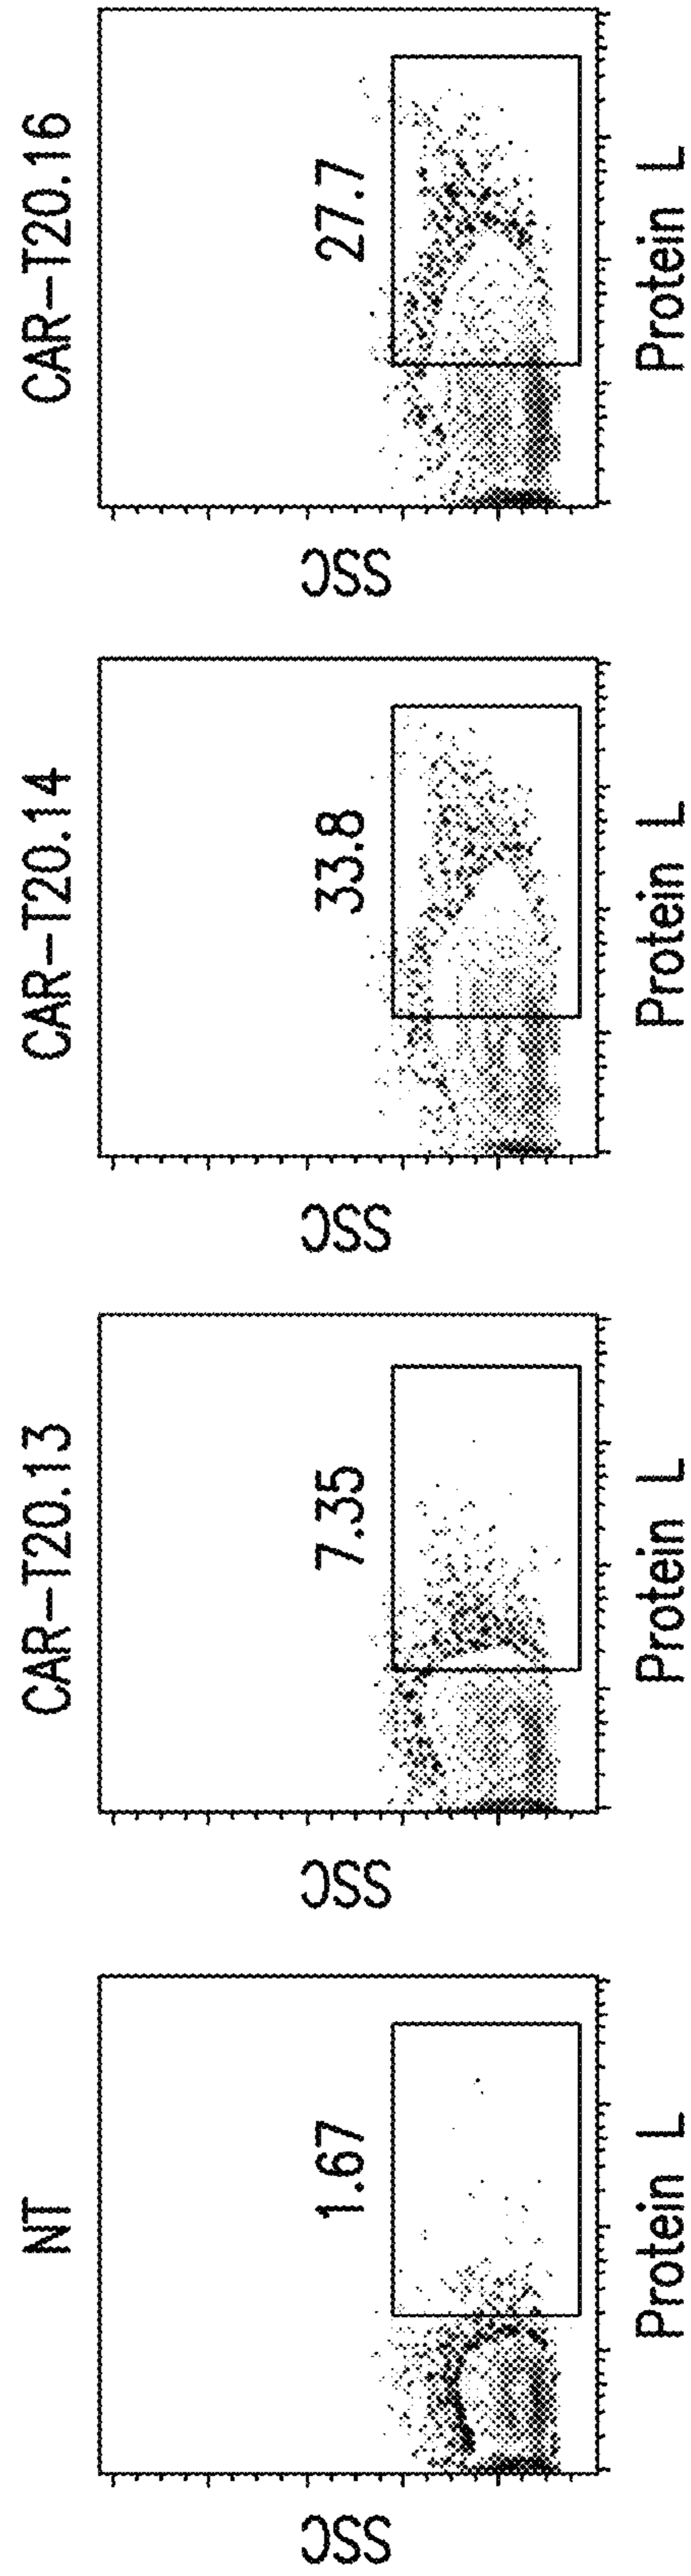 NT
1.67
SSC
Protein L
CAR-T20.13
7.35
SSC
Protein L
CAR-T20.14
33.8
SSC
Protein L
CAR-T20.16
27.7
SSC
Protein L